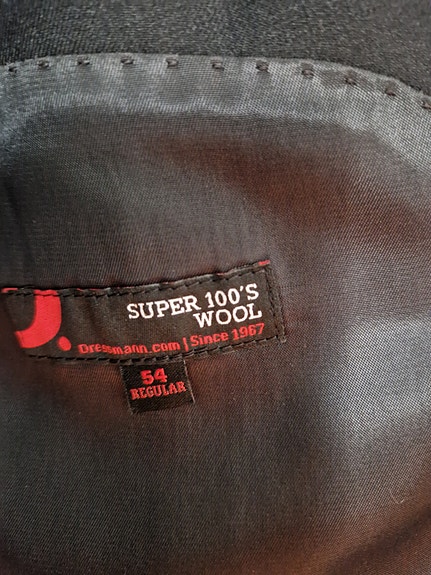 SUPER 100'S
WOOL
Dressmann.com | Since 1967
54
REGULAR